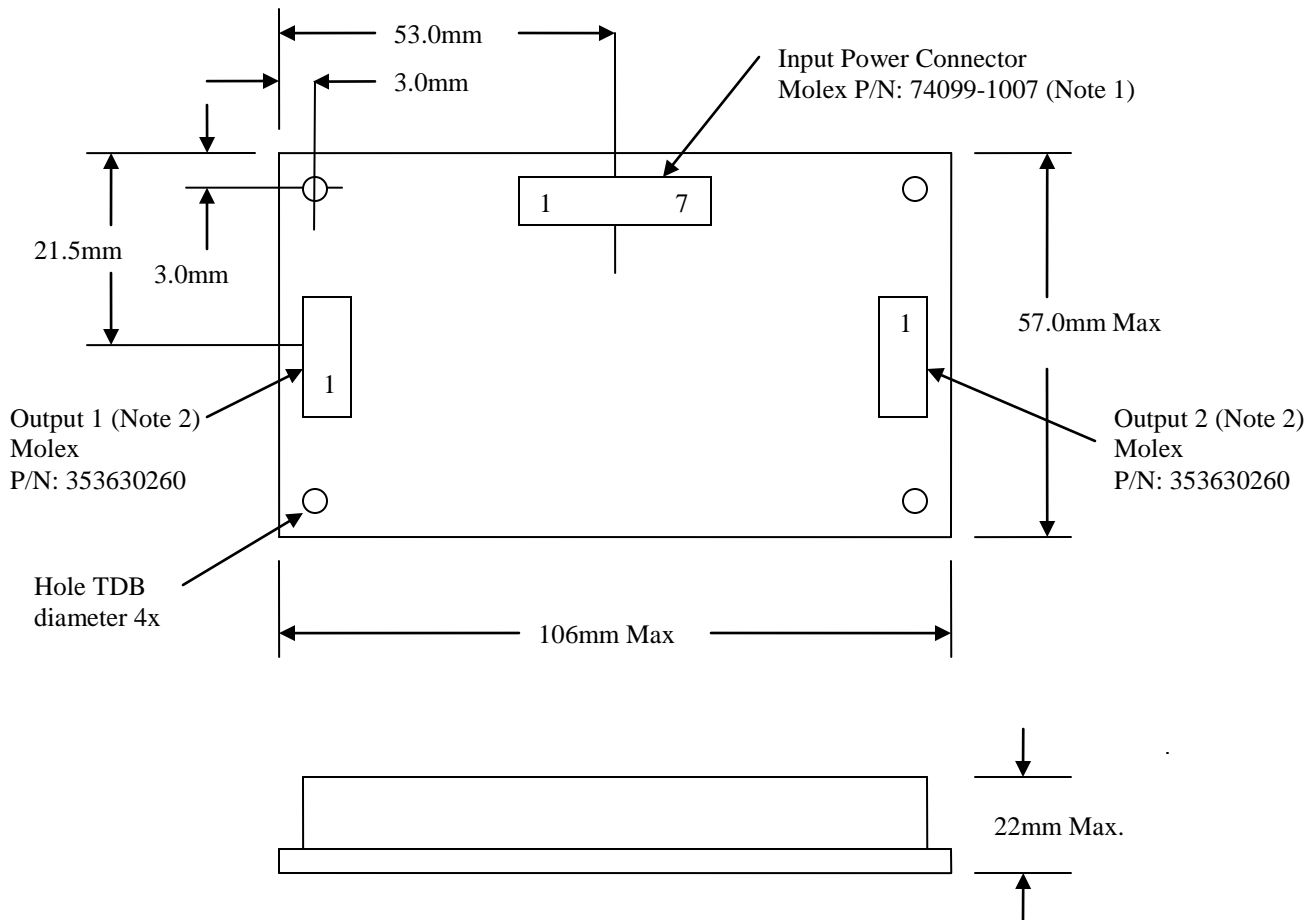 53.0mm
3.0mm
Input Power Connector
Molex P/N: 74099-1007 (Note 1)
1 7
21.5mm
3.0mm
1
1
57.0mm Max
Output 1 (Note 2)
Molex
P/N: 353630260
Output 2 (Note 2)
Molex
P/N: 353630260
Hole TDB
diameter 4x
106mm Max
22mm Max.